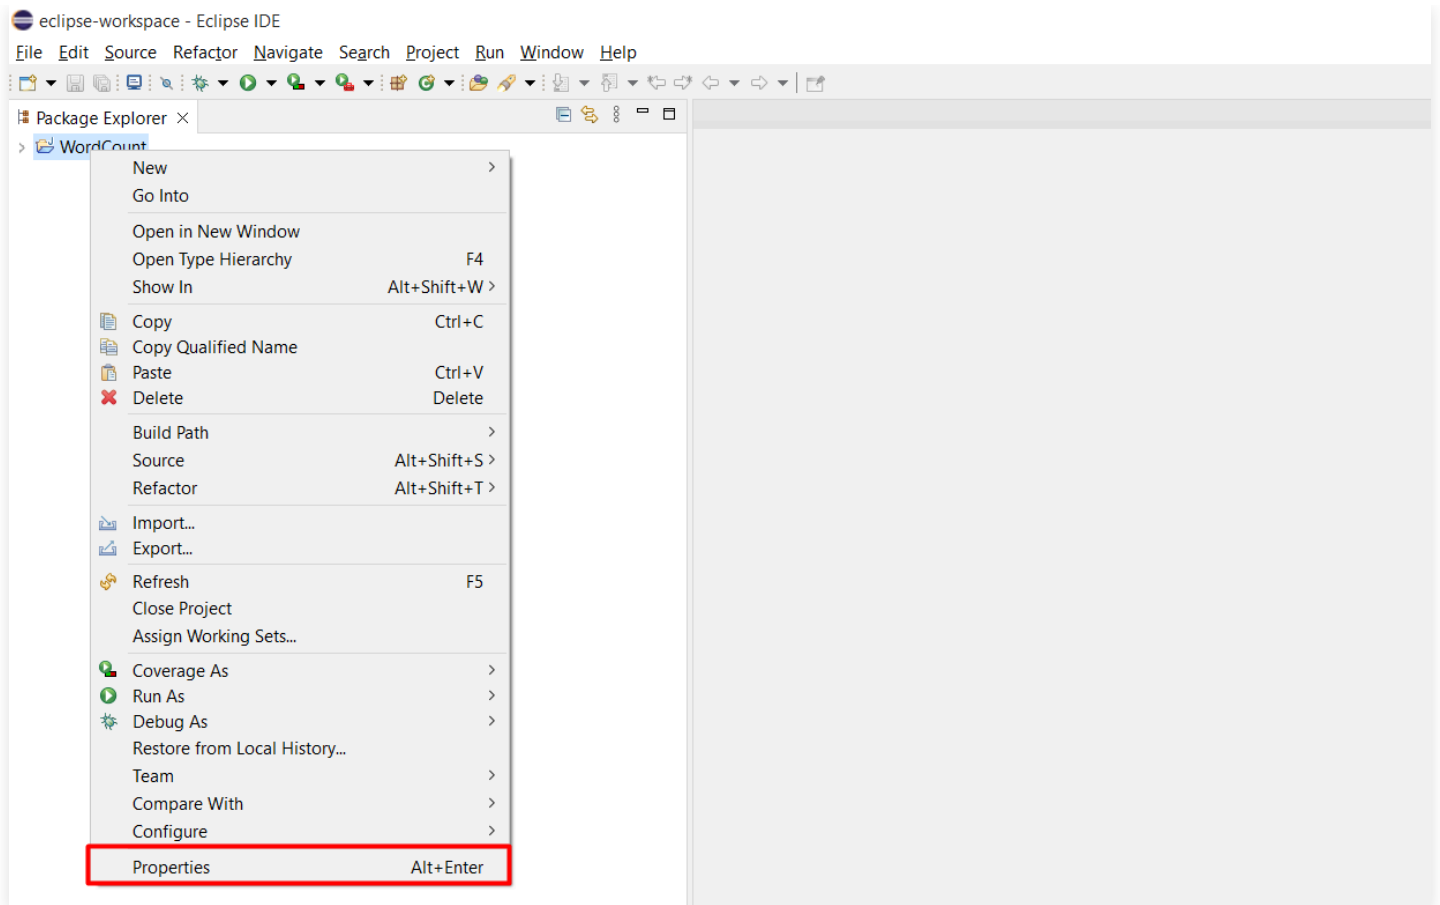 eclipse-workspace - Eclipse IDE
File Edit Source Refactor Navigate Search Project Run Window Help
Package Explorer
WordCount
New
Go Into
Open in New Window
Open Type Hierarchy F4
Show In Alt+Shift+W
Copy Ctrl+C
Copy Qualified Name
Paste Ctrl+V
Delete Delete
Build Path
Source Alt+Shift+S
Refactor Alt+Shift+T
Import...
Export...
Refresh F5
Close Project
Assign Working Sets...
Coverage As
Run As
Debug As
Restore from Local History...
Team
Compare With
Configure
Properties Alt+Enter